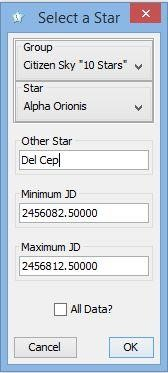 Select a Star
Group
Citizen Sky "10 Stars"
Star
Alpha Orionis
Other Star
Del Cep
Minimum JD
2456082.50000
Maximum JD
2456812.50000
All Data?
Cancel OK